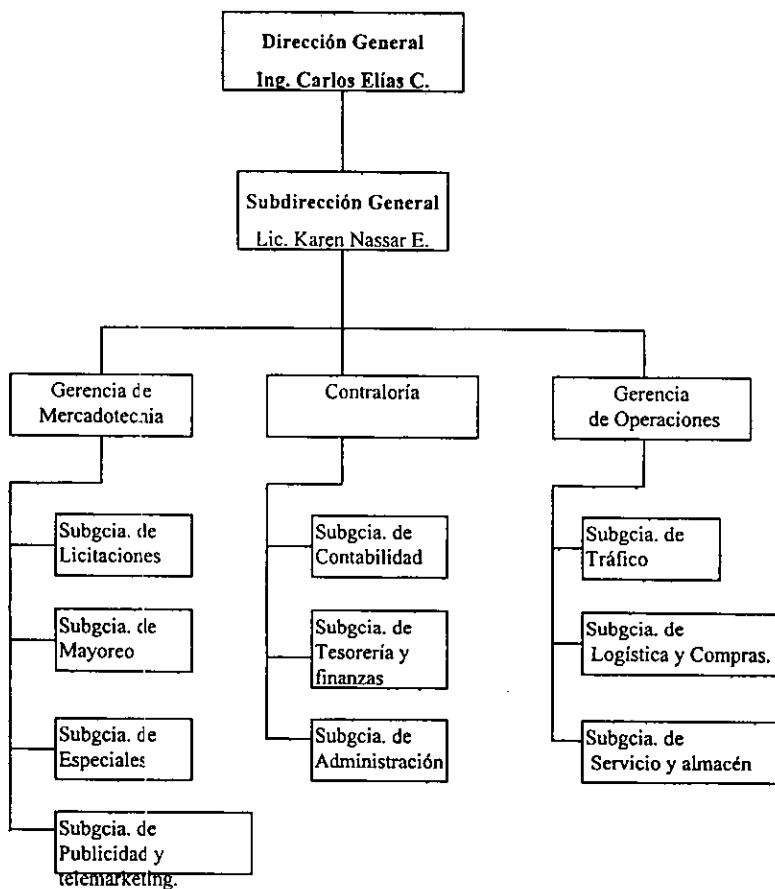 Dirección General
Ing. Carlos Elías C.
Subdirección General
Lic. Karen Nassar E.
Gerencia de
Mercadotecnia
Contraloría
Gerencia
de Operaciones
Subgcia. de
Licitaciones
Subgcia. de
Mayoreo
Subgcia. de
Especiales
Subgcia. de
Publicidad y
telemarketing.
Subgcia. de
Contabilidad
Subgcia. de
Tesorería y
finanzas
Subgcia. de
Administración
Subgcia. de
Tráfico
Subgcia. de
Logística y Compras.
Subgcia. de
Servicio y almacén